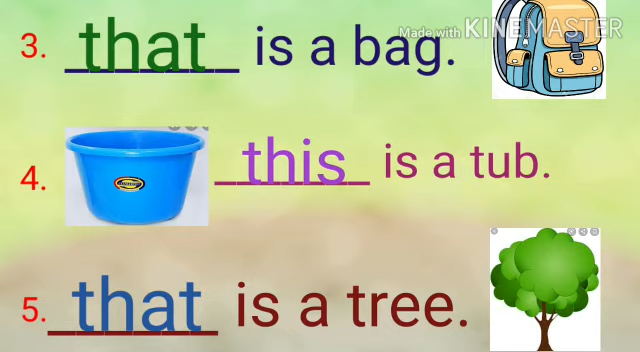 Made with KINEMASTER
3. that is a bag.
4. this is a tub.
5. that is a tree.